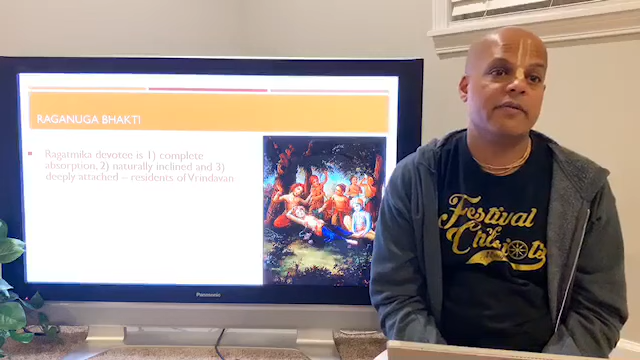 RAGANUGA BHAKTI
Ragatmika devotee is 1) complete
absorption, 2) naturally inclined and 3)
deeply attached – residents of Vrindavan
Panasonic
Festival
of
Chariots